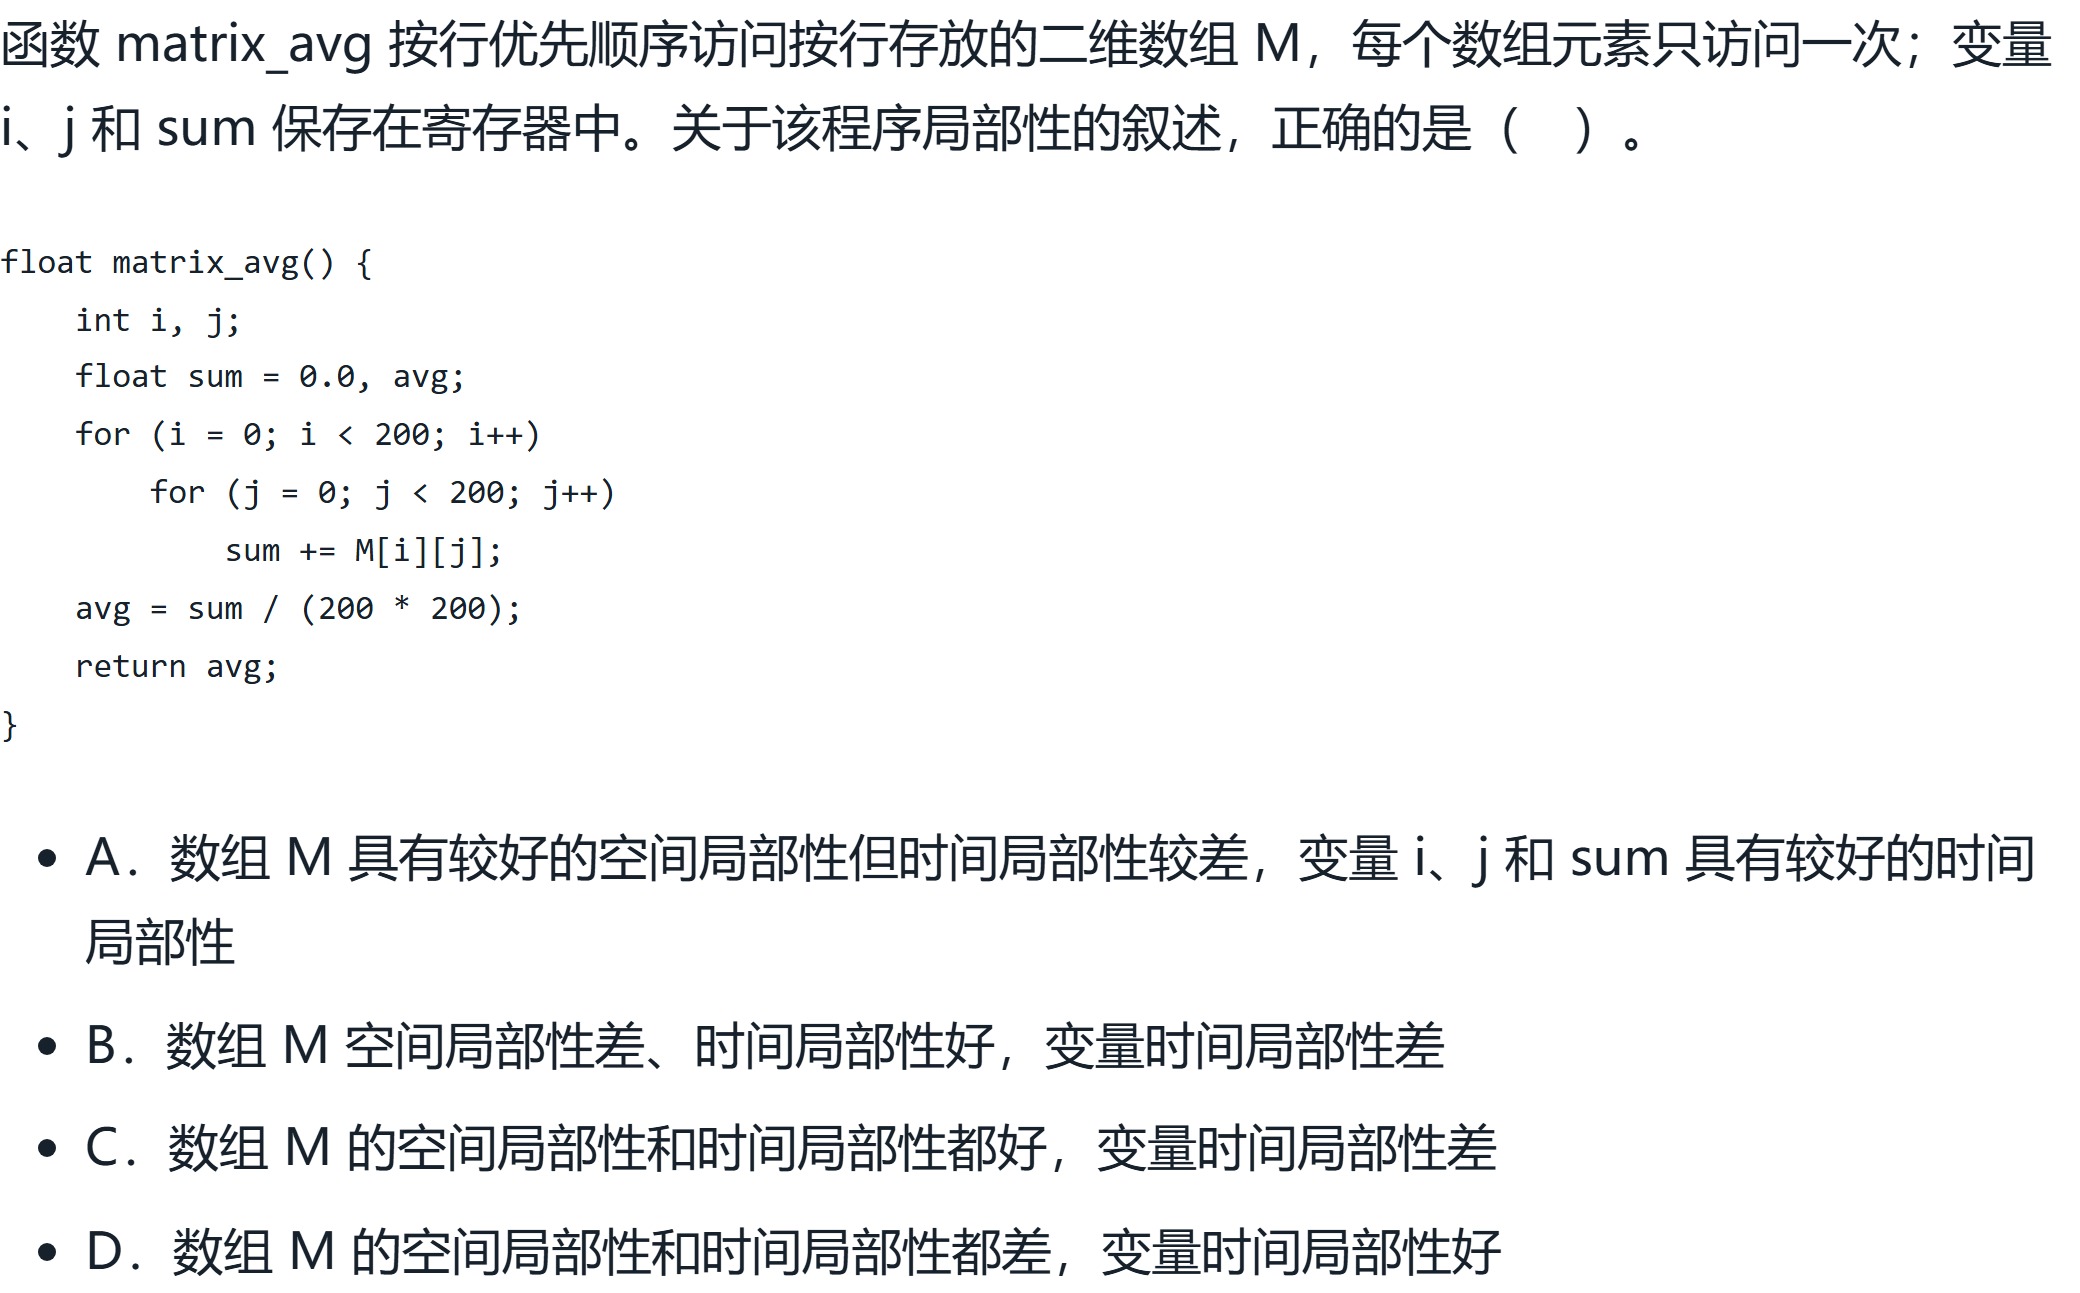 函数 matrix_avg 按行优先顺序访问按行存放的二维数组 M，每个数组元素只访问一次；变量
i、j 和 sum 保存在寄存器中。关于该程序局部性的叙述，正确的是（　）。
float matrix_avg() {
    int i, j;
    float sum = 0.0, avg;
    for (i = 0; i < 200; i++)
        for (j = 0; j < 200; j++)
            sum += M[i][j];
    avg = sum / (200 * 200);
    return avg;
}
• A. 数组 M 具有较好的空间局部性但时间局部性较差，变量 i、j 和 sum 具有较好的时间
局部性
• B. 数组 M 空间局部性差、时间局部性好，变量时间局部性差
• C. 数组 M 的空间局部性和时间局部性都好，变量时间局部性差
• D. 数组 M 的空间局部性和时间局部性都差，变量时间局部性好